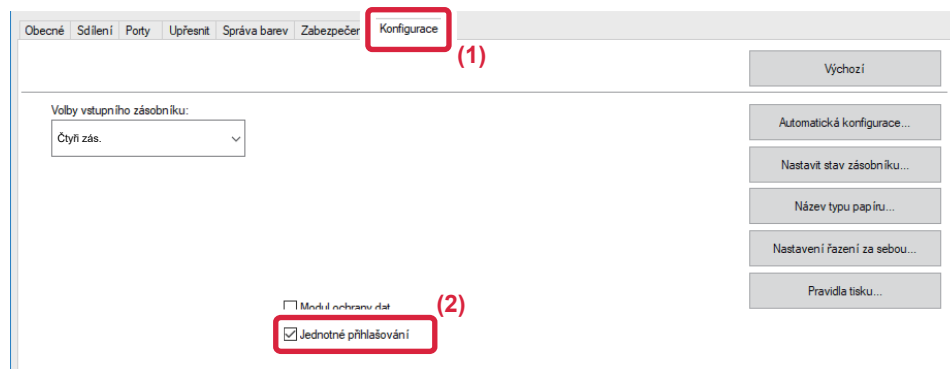 Obecné Sdílení Porty Upřesnit Správa barev Zabezpečen Konfigurace
(1)
Výchozí
Volby vstupního zásobníku:
Čtyři zás.
Automatická konfigurace...
Nastavit stav zásobníku...
Název typu papíru...
Nastavení řazení za sebou...
Pravidla tisku...
Modul ochrany dat
(2)
Jednotné přihlašování